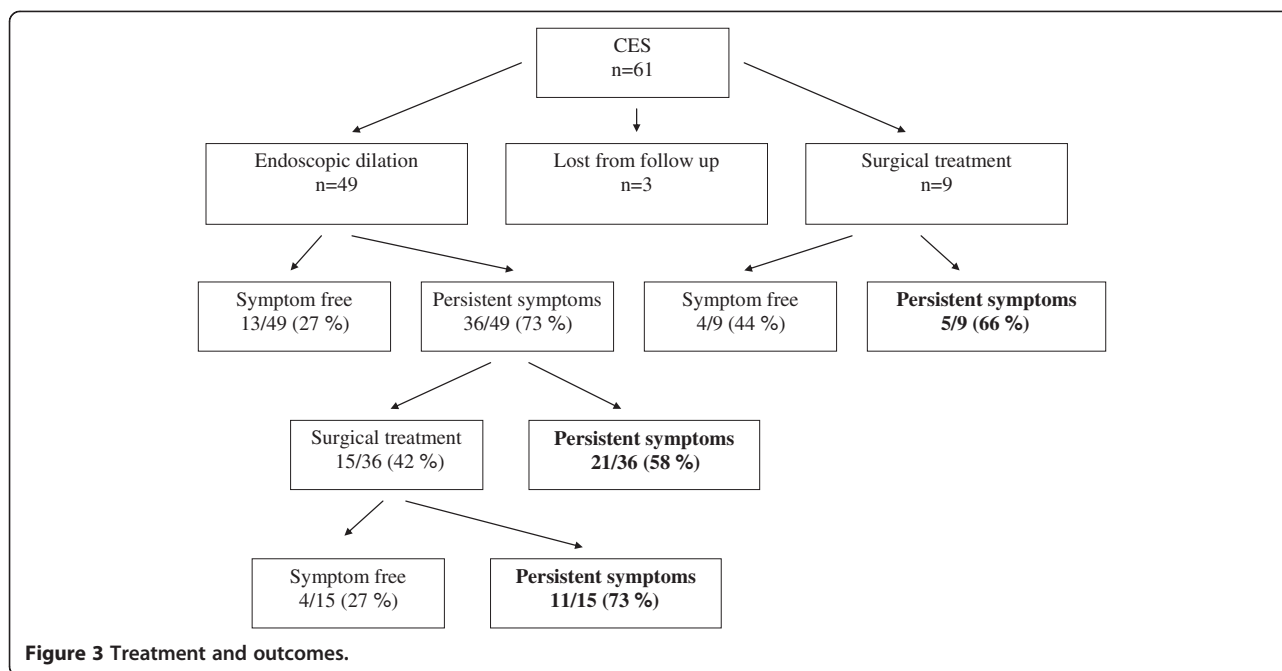 CES
n=61
Endoscopic dilation
n=49
Lost from follow up
n=3
Surgical treatment
n=9
Symptom free
13/49 (27 %)
Persistent symptoms
36/49 (73 %)
Symptom free
4/9 (44 %)
Persistent symptoms
5/9 (66 %)
Surgical treatment
15/36 (42 %)
Persistent symptoms
21/36 (58 %)
Symptom free
4/15 (27 %)
Persistent symptoms
11/15 (73 %)
Figure 3 Treatment and outcomes.